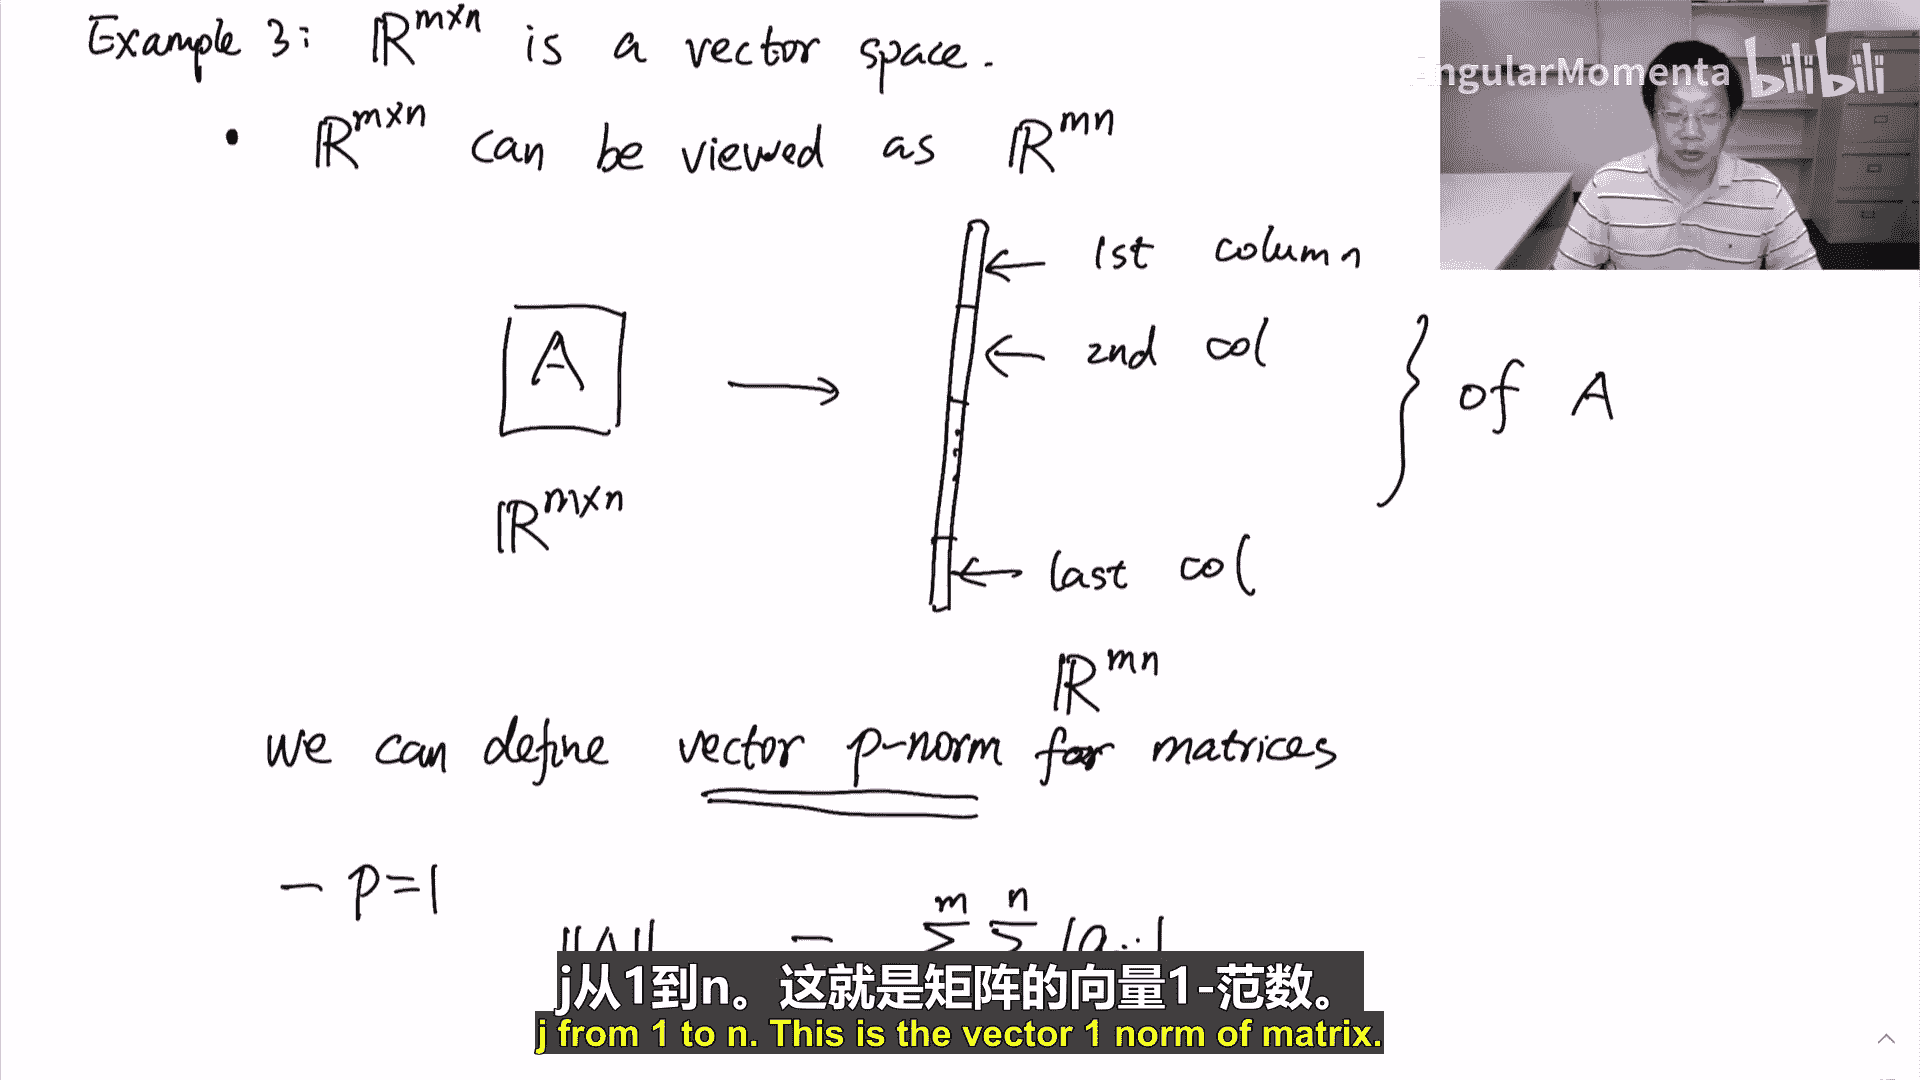 Example 3: ℝ^{m×n} is a vector space.
ngularMomenta bilibili
• ℝ^{m×n} can be viewed as ℝ^{mn}
← 1st column
A → ← 2nd col } of A
ℝ^{m×n}
← last col
ℝ^{mn}
we can define vector p-norm for matrices
– p=1
m n
j从1到n。这就是矩阵的向量1-范数。
j from 1 to n. This is the vector 1 norm of matrix.